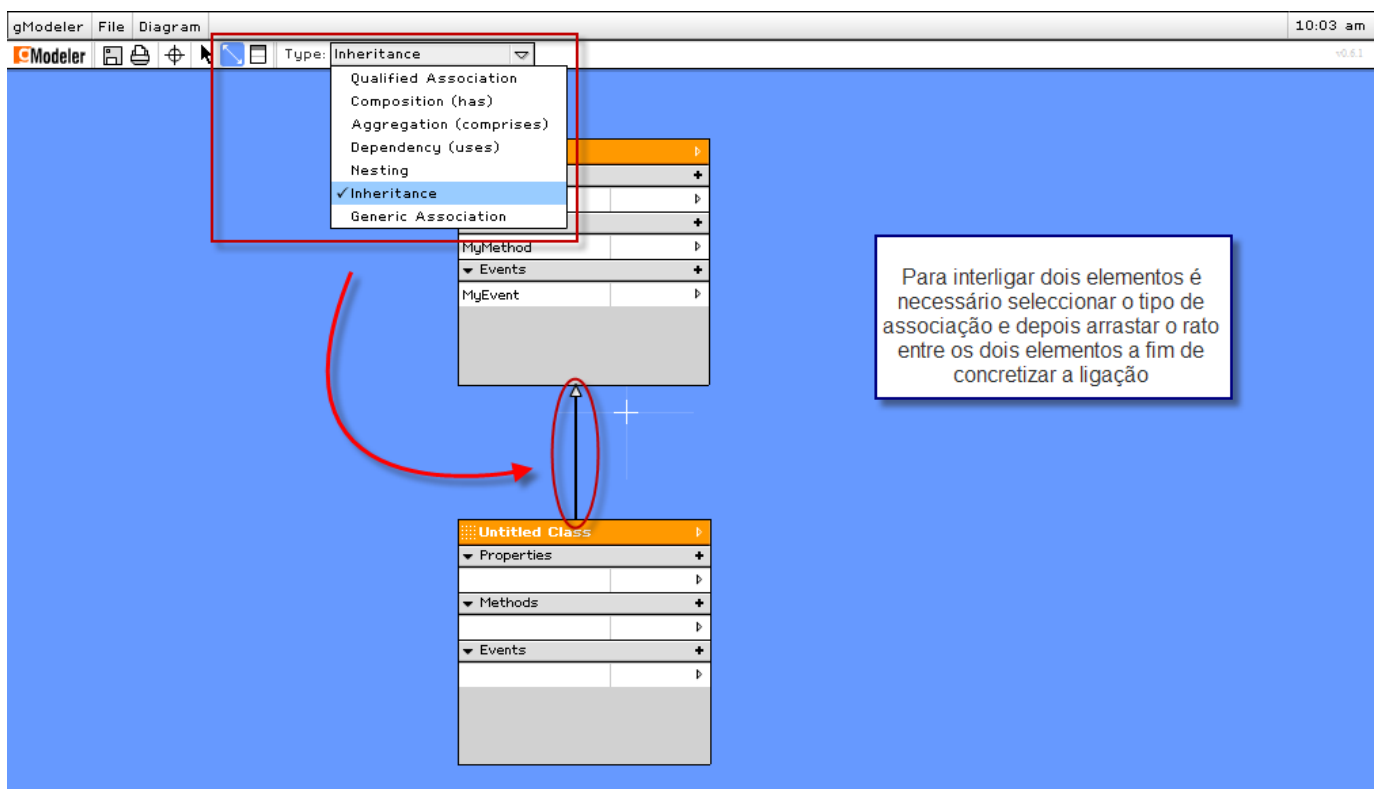 gModeler File Diagram 10:03 am
gModeler Type: Inheritance v0.6.1
Qualified Association
Composition (has)
Aggregation (comprises)
Dependency (uses)
Nesting
✓Inheritance
Generic Association
MyMethod
Events
MyEvent
Para interligar dois elementos é
necessário seleccionar o tipo de
associação e depois arrastar o rato
entre os dois elementos a fim de
concretizar a ligação
Untitled Class
Properties
Methods
Events